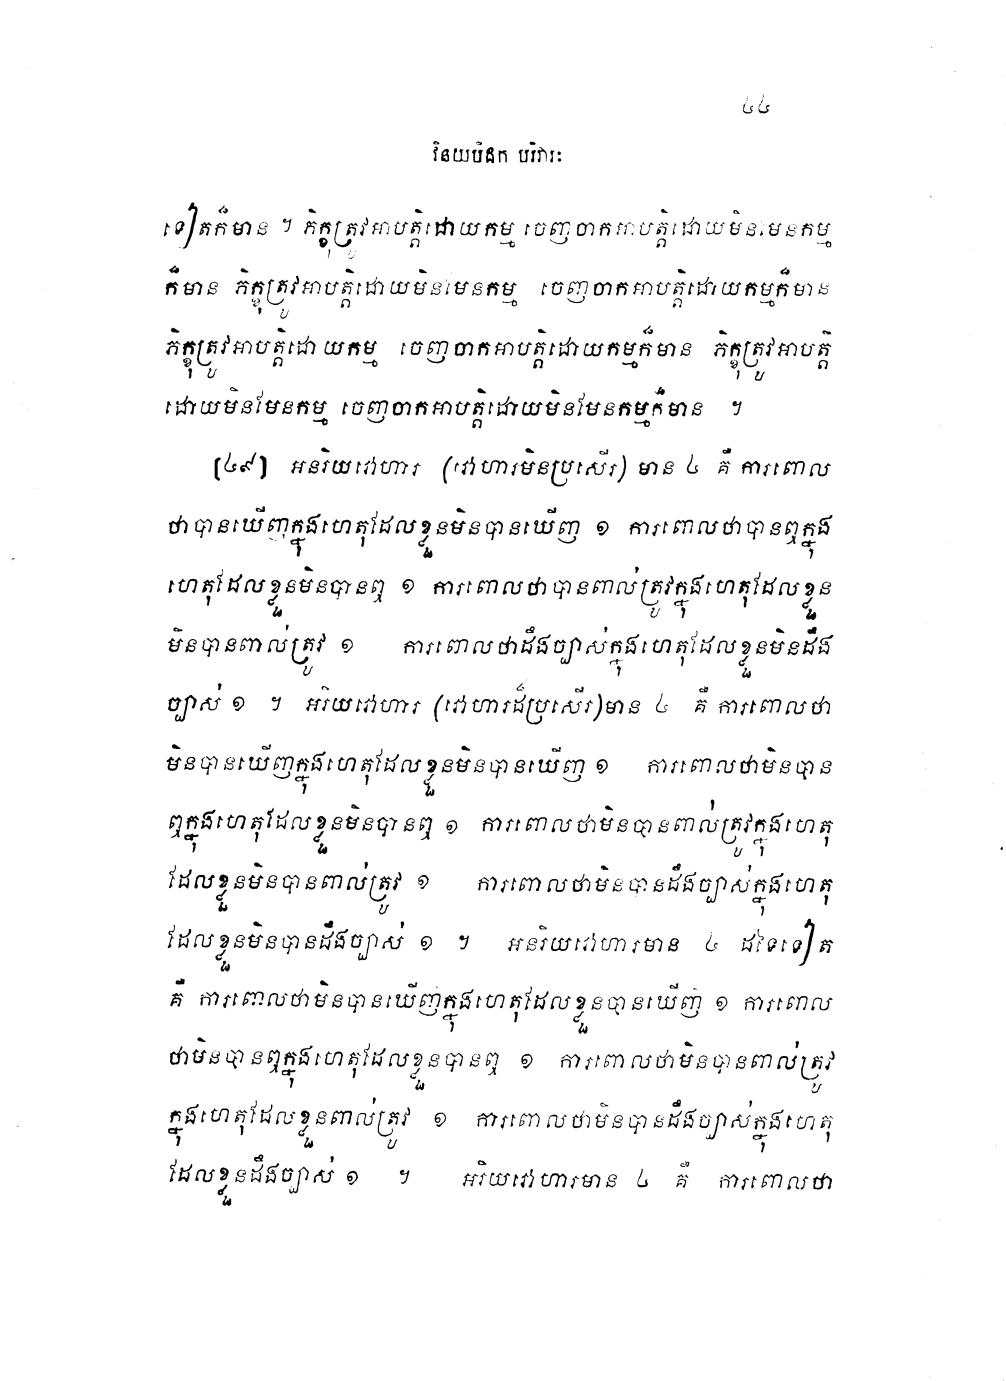 ៤៤
វិនយបិដក បរិវារៈ
ទៀតក៏មាន ។ ភិក្ខុត្រូវអាបត្តិដោយកម្ម ចេញចាកអាបត្តិដោយមិនមែនកម្ម
ក៏មាន ភិក្ខុត្រូវអាបត្តិដោយមិនមែនកម្ម ចេញចាកអាបត្តិដោយកម្មក៏មាន
ភិក្ខុត្រូវអាបត្តិដោយកម្ម ចេញចាកអាបត្តិដោយកម្មក៏មាន ភិក្ខុត្រូវអាបត្តិ
ដោយមិនមែនកម្ម ចេញចាកអាបត្តិដោយមិនមែនកម្មក៏មាន ។
[៤៩] អនរិយវោហារ (វោហារមិនប្រសើរ) មាន ៤ គឺ ការពោល
ថាបានឃើញក្នុងហេតុដែលខ្លួនមិនបានឃើញ ១ ការពោលថាបានឮក្នុង
ហេតុដែលខ្លួនមិនបានឮ ១ ការពោលថាបានពាល់ត្រូវក្នុងហេតុដែលខ្លួន
មិនបានពាល់ត្រូវ ១ ការពោលថាដឹងច្បាស់ក្នុងហេតុដែលខ្លួនមិនដឹង
ច្បាស់ ១ ។ អរិយវោហារ (វោហារដ៏ប្រសើរ)មាន ៤ គឺ ការពោលថា
មិនបានឃើញក្នុងហេតុដែលខ្លួនមិនបានឃើញ ១ ការពោលថាមិនបាន
ឮក្នុងហេតុដែលខ្លួនមិនបានឮ ១ ការពោលថាមិនបានពាល់ត្រូវក្នុងហេតុ
ដែលខ្លួនមិនបានពាល់ត្រូវ ១ ការពោលថាមិនបានដឹងច្បាស់ក្នុងហេតុ
ដែលខ្លួនមិនបានដឹងច្បាស់ ១ ។ អនរិយវោហារមាន ៤ ដទៃទៀត
គឺ ការពោលថាមិនបានឃើញក្នុងហេតុដែលខ្លួនបានឃើញ ១ ការពោល
ថាមិនបានឮក្នុងហេតុដែលខ្លួនបានឮ ១ ការពោលថាមិនបានពាល់ត្រូវ
ក្នុងហេតុដែលខ្លួនពាល់ត្រូវ ១ ការពោលថាមិនបានដឹងច្បាស់ក្នុងហេតុ
ដែលខ្លួនដឹងច្បាស់ ១ ។ អរិយវោហារមាន ៤ គឺ ការពោលថា